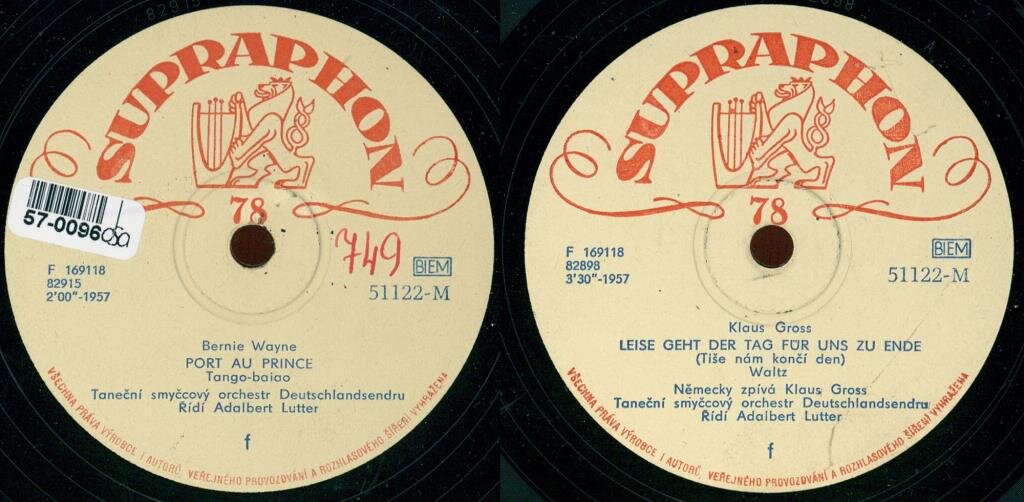 82915
SUPRAPHON
78
57-0096
749
BIEM
51122-M
F 169118
82915
2'00"-1957
Bernie Wayne
PORT AU PRINCE
Tango-baiao
Taneční smyčcový orchestr Deutschlandsendru
Řídí Adalbert Lutter
f
VŠECHNA PRÁVA VÝROBCE I AUTORŮ, VEŘEJNÉHO PROVOZOVÁNÍ A ROZHLASOVÉHO ŠÍŘENÍ VYHRAŽENA
SUPRAPHON
78
F 169118
82898
3'30"-1957
BIEM
51122-M
Klaus Gross
LEISE GEHT DER TAG FÜR UNS ZU ENDE
(Tiše nám končí den)
Waltz
Německy zpívá Klaus Gross
Taneční smyčcový orchestr Deutschlandsendru
Řídí Adalbert Lutter
f
VŠECHNA PRÁVA VÝROBCE I AUTORŮ, VEŘEJNÉHO PROVOZOVÁNÍ A ROZHLASOVÉHO ŠÍŘENÍ VYHRAŽENA